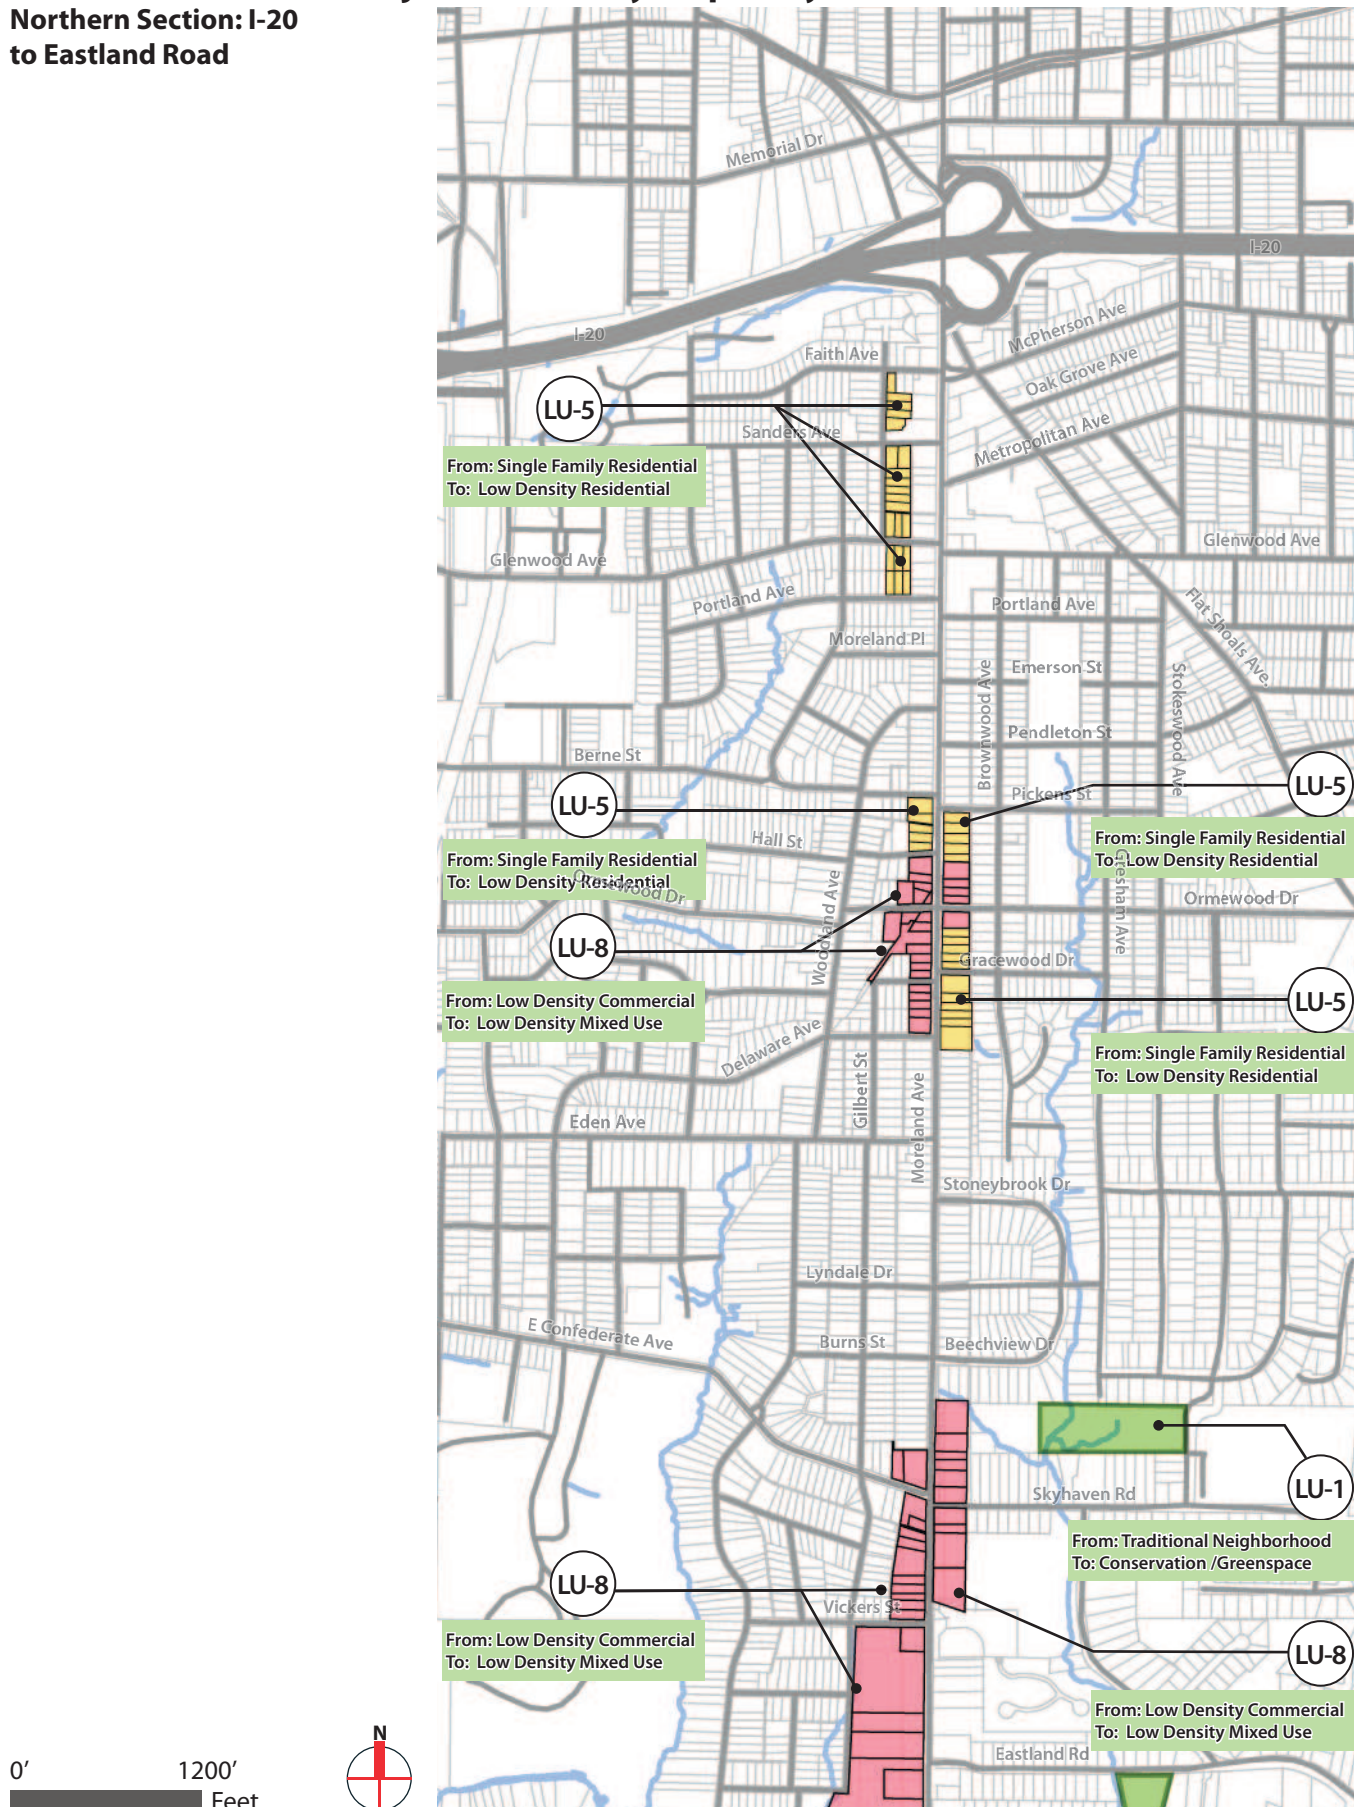 Northern Section: I-20
to Eastland Road
Memorial Dr
I-20
I-20
McPherson Ave
Faith Ave
Oak Grove Ave
LU-5
Sanders Ave
Metropolitan Ave
From: Single Family Residential
To: Low Density Residential
Glenwood Ave
Glenwood Ave
Portland Ave
Portland Ave
Flat Shoals Ave.
Moreland Pl
Emerson St
Brownwood Ave
Stokeswood Ave
Pendleton St
Berne St
LU-5
Pickens St
LU-5
Hall St
From: Single Family Residential
To: Low Density Residential
From: Single Family Residential
To: Low Density Residential
Ormewood Dr
Gresham Ave
Ormewood Dr
Woodland Ave
LU-8
Gracewood Dr
From: Low Density Commercial
To: Low Density Mixed Use
LU-5
Delaware Ave
From: Single Family Residential
To: Low Density Residential
Gilbert St
Moreland Ave
Eden Ave
Stoneybrook Dr
Lyndale Dr
E Confederate Ave
Burns St
Beechview Dr
LU-1
Skyhaven Rd
From: Traditional Neighborhood
To: Conservation /Greenspace
LU-8
Vickers St
From: Low Density Commercial
To: Low Density Mixed Use
LU-8
From: Low Density Commercial
To: Low Density Mixed Use
Eastland Rd
N
0' 1200'
Feet